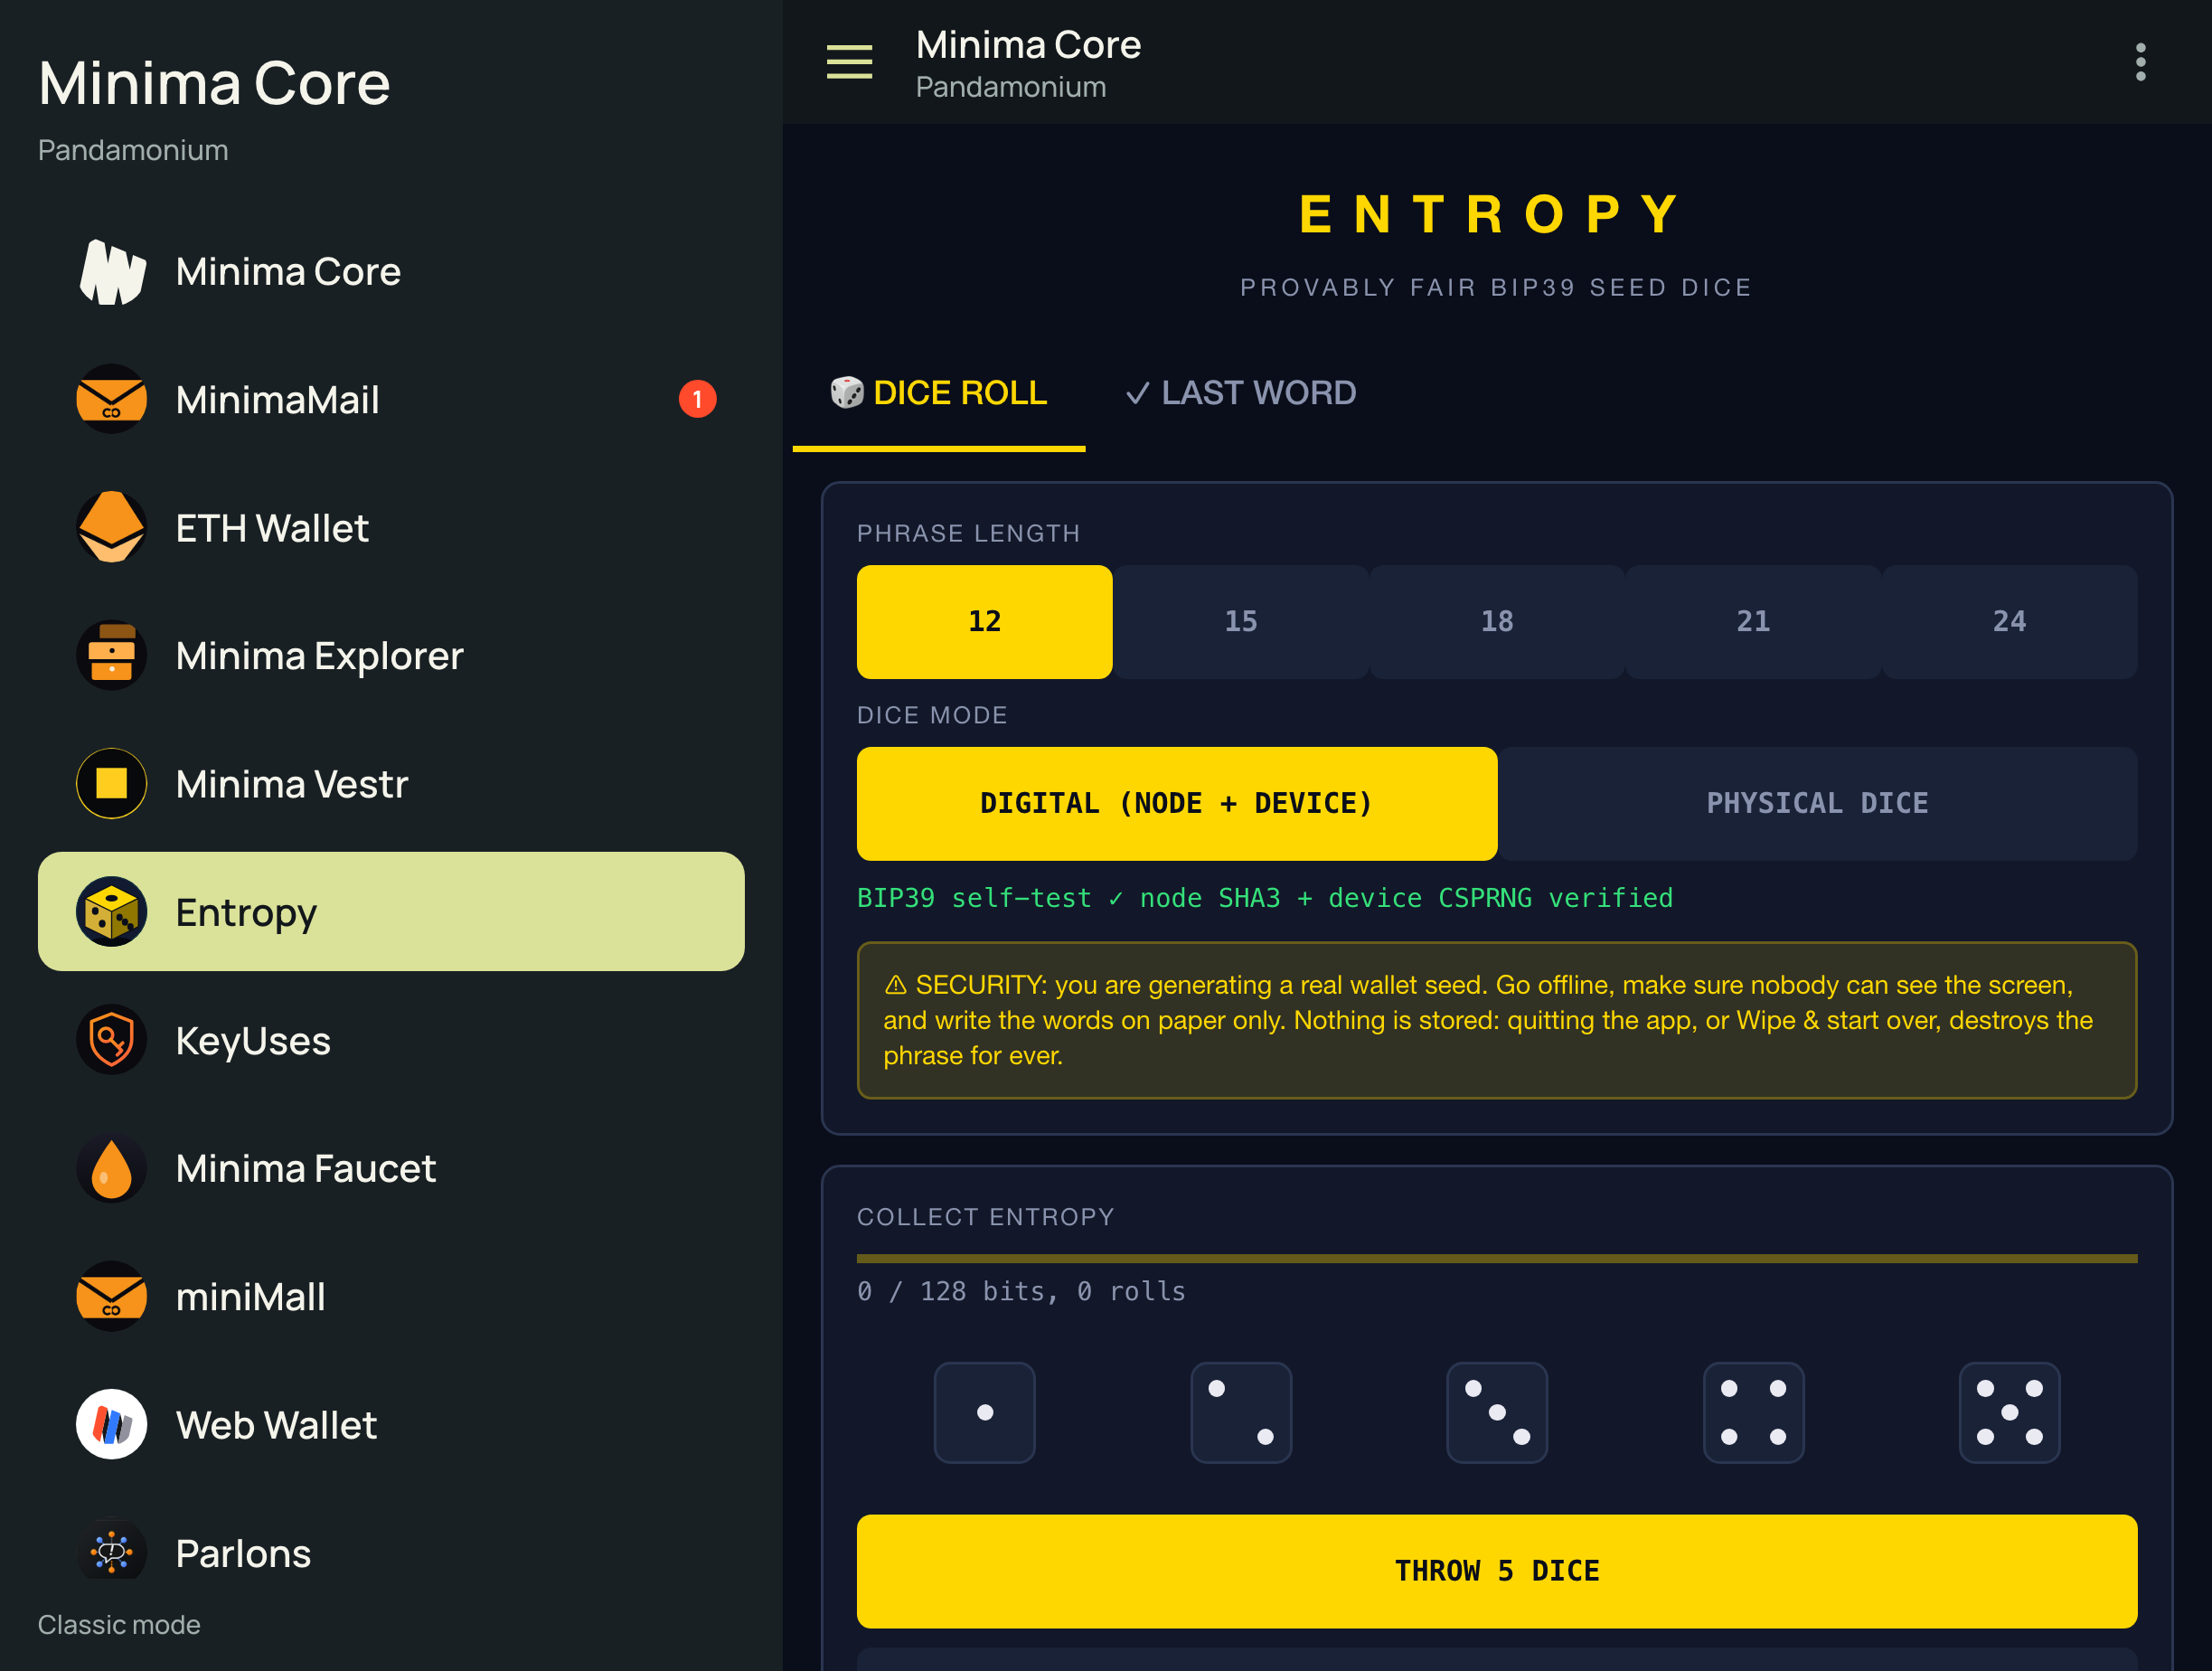 Minima Core
Pandamonium
Minima Core
MinimaMail
1
ETH Wallet
Minima Explorer
Minima Vestr
Entropy
KeyUses
Minima Faucet
miniMall
Web Wallet
Parlons
Classic mode
Minima Core
Pandamonium
ENTROPY
PROVABLY FAIR BIP39 SEED DICE
DICE ROLL
✓ LAST WORD
PHRASE LENGTH
12 15 18 21 24
DICE MODE
DIGITAL (NODE + DEVICE) PHYSICAL DICE
BIP39 self-test ✓ node SHA3 + device CSPRNG verified
⚠ SECURITY: you are generating a real wallet seed. Go offline, make sure nobody can see the screen,
and write the words on paper only. Nothing is stored: quitting the app, or Wipe & start over, destroys the
phrase for ever.
COLLECT ENTROPY
0 / 128 bits, 0 rolls
THROW 5 DICE